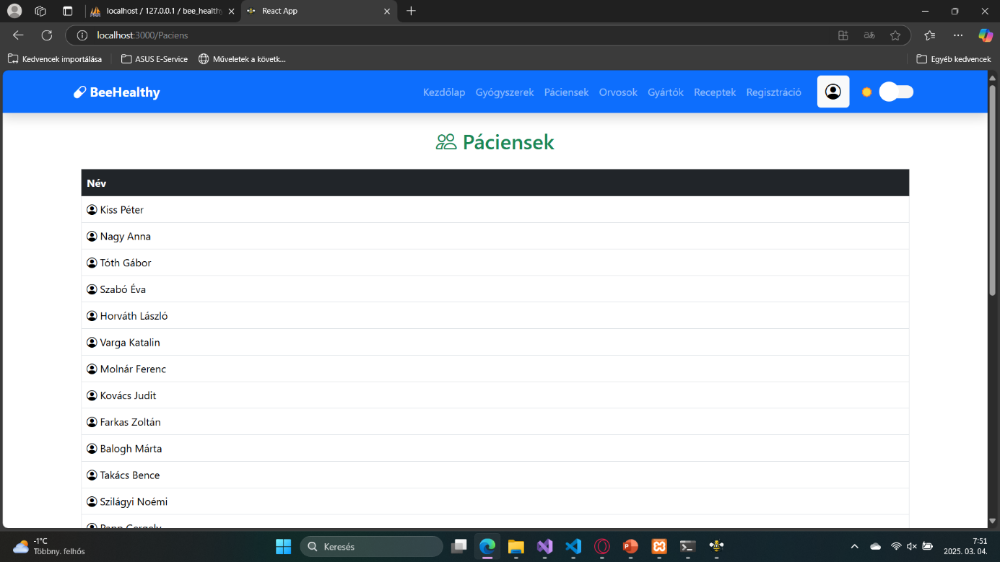 localhost / 127.0.0.1 / bee_healthy
React App
localhost:3000/Paciens
Kedvencek importálása
ASUS E-Service
Műveletek a követk...
Egyéb kedvencek
BeeHealthy
Kezdőlap Gyógyszerek Páciensek Orvosok Gyártók Receptek Regisztráció
Páciensek
Név
Kiss Péter
Nagy Anna
Tóth Gábor
Szabó Éva
Horváth László
Varga Katalin
Molnár Ferenc
Kovács Judit
Farkas Zoltán
Balogh Márta
Takács Bence
Szilágyi Noémi
Papp Gergely
-1°C
Többny. felhős
Keresés
7:51
2025. 03. 04.